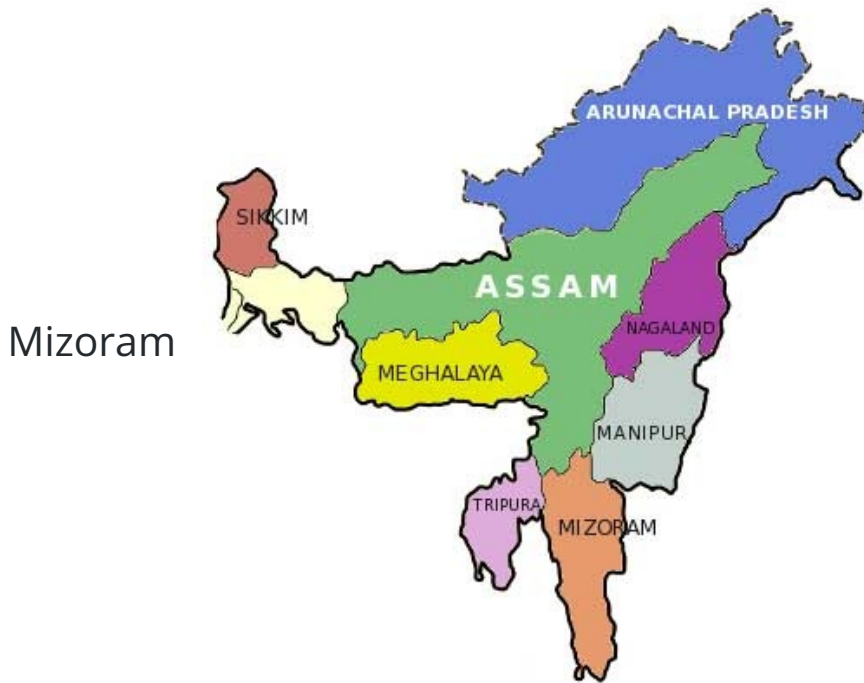 ARUNACHAL PRADESH
SIKKIM
ASSAM
NAGALAND
Mizoram
MEGHALAYA
MANIPUR
TRIPURA
MIZORAM